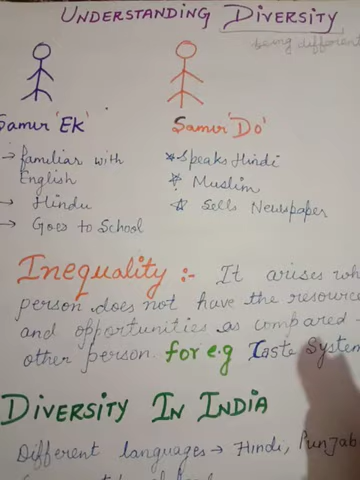 UNDERSTANDING DIVERSITY
being different
Samir 'EK' Samir 'Do'
→ familiar with
English
→ Hindu
→ Goes to School
Speaks Hindi
Muslim
Sells Newspaper
INEQUALITY :- It arises
person does not have the resource
and opportunities as compared
other person. for e.g Caste System
DIVERSITY IN INDIA
Different languages → Hindi, Punjab